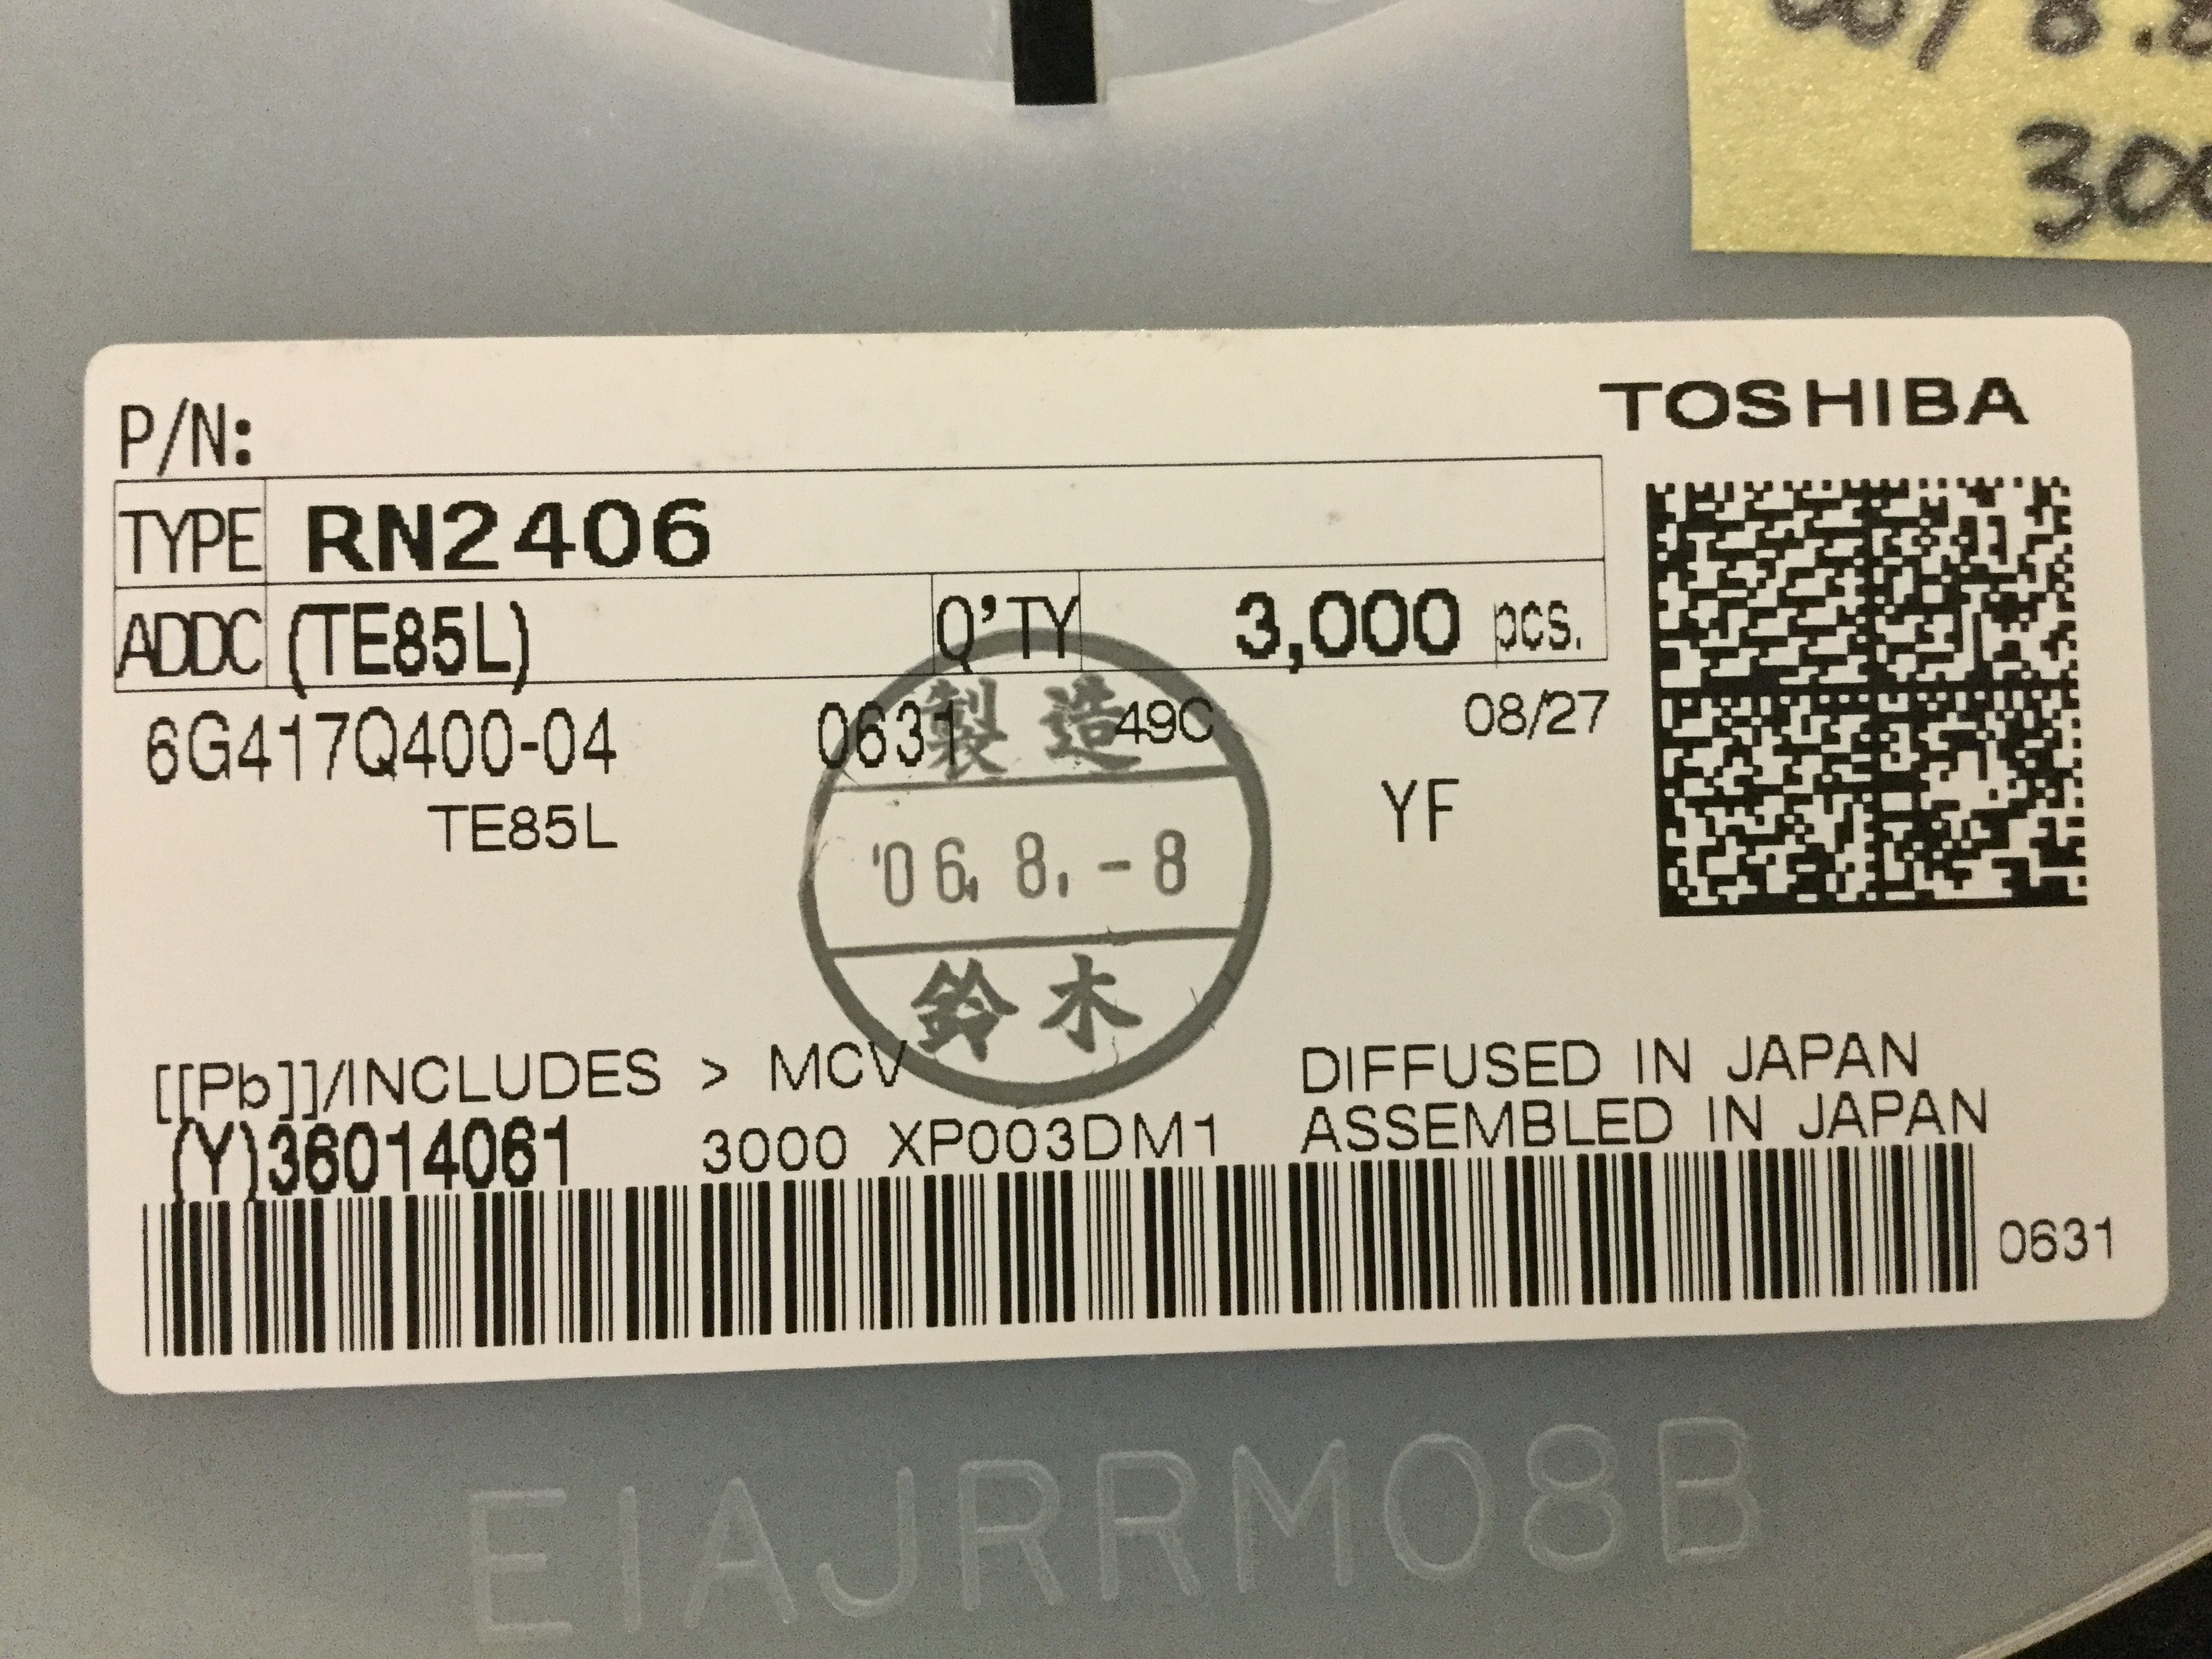 300
TOSHIBA
P/N:
TYPE RN2406
ADDC (TE85L) Q'TY 3,000 pcs.
6G417Q400-04 0631 49C 08/27
TE85L YF
製造
'06. 8. -8
鈴木
[[Pb]]/INCLUDES > MCV DIFFUSED IN JAPAN
(Y)36014061 3000 XP003DM1 ASSEMBLED IN JAPAN
0631
EIAJRRM08B